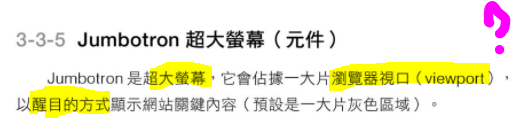 3-3-5 Jumbotron 超大螢幕（元件）
Jumbotron 是超大螢幕，它會佔據一大片瀏覽器視口（viewport），
以醒目的方式顯示網站關鍵內容（預設是一大片灰色區域）。
?